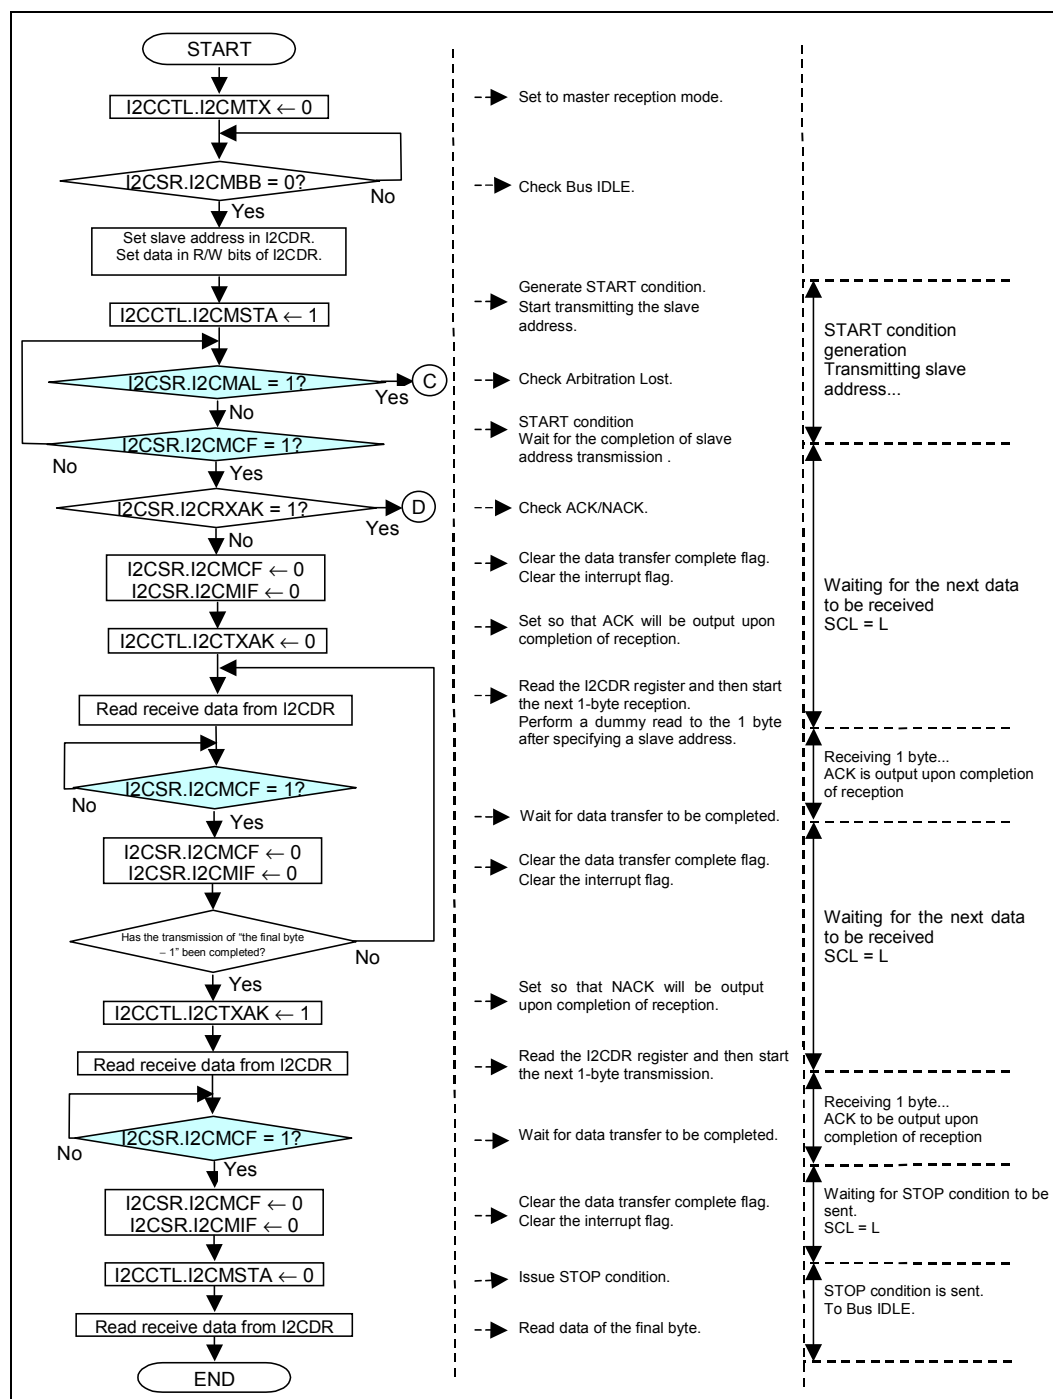 START
I2CCTL.I2CMTX ← 0
Set to master reception mode.
I2CSR.I2CMBB = 0?
No
Check Bus IDLE.
Yes
Set slave address in I2CDR.
Set data in R/W bits of I2CDR.
I2CCTL.I2CMSTA ← 1
Generate START condition.
Start transmitting the slave
address.
START condition
generation
Transmitting slave
address...
I2CSR.I2CMAL = 1?
Yes
C
Check Arbitration Lost.
No
I2CSR.I2CMCF = 1?
No
START condition
Wait for the completion of slave
address transmission .
Yes
I2CSR.I2CRXAK = 1?
Yes
D
Check ACK/NACK.
No
I2CSR.I2CMCF ← 0
I2CSR.I2CMIF ← 0
Clear the data transfer complete flag.
Clear the interrupt flag.
Waiting for the next data
to be received
SCL = L
I2CCTL.I2CTXAK ← 0
Set so that ACK will be output upon
completion of reception.
Read receive data from I2CDR
Read the I2CDR register and then start
the next 1-byte reception.
Perform a dummy read to the 1 byte
after specifying a slave address.
Receiving 1 byte...
ACK is output upon completion
of reception
I2CSR.I2CMCF = 1?
No
Yes
Wait for data transfer to be completed.
I2CSR.I2CMCF ← 0
I2CSR.I2CMIF ← 0
Clear the data transfer complete flag.
Clear the interrupt flag.
Has the transmission of "the final byte
– 1" been completed?
No
Waiting for the next data
to be received
SCL = L
Yes
I2CCTL.I2CTXAK ← 1
Set so that NACK will be output
upon completion of reception.
Read receive data from I2CDR
Read the I2CDR register and then start
the next 1-byte transmission.
Receiving 1 byte...
ACK to be output upon
completion of reception
I2CSR.I2CMCF = 1?
No
Wait for data transfer to be completed.
Yes
I2CSR.I2CMCF ← 0
I2CSR.I2CMIF ← 0
Clear the data transfer complete flag.
Clear the interrupt flag.
Waiting for STOP condition to be
sent.
SCL = L
I2CCTL.I2CMSTA ← 0
Issue STOP condition.
STOP condition is sent.
To Bus IDLE.
Read receive data from I2CDR
Read data of the final byte.
END